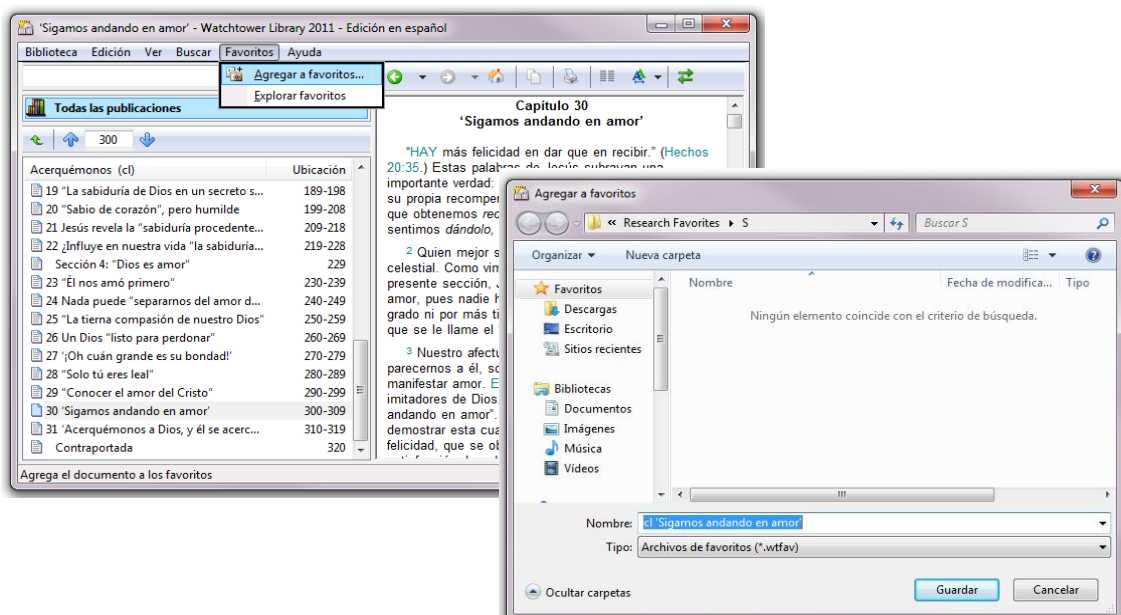 'Sigamos andando en amor' - Watchtower Library 2011 - Edición en español
Biblioteca Edición Ver Buscar Favoritos Ayuda
Agregar a favoritos...
Explorar favoritos
Todas las publicaciones
300
Acerquémonos (cl) Ubicación
19 "La sabiduría de Dios en un secreto s... 189-198
20 "Sabio de corazón", pero humilde 199-208
21 Jesús revela la "sabiduría procedente... 209-218
22 ¿Influye en nuestra vida "la sabiduría... 219-228
Sección 4: "Dios es amor" 229
23 "Él nos amó primero" 230-239
24 Nada puede "separarnos del amor d... 240-249
25 "La tierna compasión de nuestro Dios" 250-259
26 Un Dios "listo para perdonar" 260-269
27 '¡Oh cuán grande es su bondad!' 270-279
28 "Solo tú eres leal" 280-289
29 "Conocer el amor del Cristo" 290-299
30 'Sigamos andando en amor' 300-309
31 'Acerquémonos a Dios, y él se acerc... 310-319
Contraportada 320
Agrega el documento a los favoritos
Capítulo 30
'Sigamos andando en amor'
"HAY más felicidad en dar que en recibir." (Hechos
20:35.) Estas palabras de Jesús subrayan una
importante verdad:
su propia recompen
que obtenemos rec
sentimos dándolo,
2 Quien mejor s
celestial. Como vim
presente sección, J
amor, pues nadie h
grado ni por más ti
que se le llame el
3 Nuestro afectu
parecernos a él, so
manifestar amor. E
imitadores de Dios
andando en amor".
demostrar esta cua
felicidad, que se ob
Agregar a favoritos
« Research Favorites S
Buscar S
Organizar Nueva carpeta
Favoritos
Descargas
Escritorio
Sitios recientes
Bibliotecas
Documentos
Imágenes
Música
Vídeos
Nombre Fecha de modifica... Tipo
Ningún elemento coincide con el criterio de búsqueda.
Nombre: cl 'Sigamos andando en amor'
Tipo: Archivos de favoritos (*.wtfav)
Ocultar carpetas Guardar Cancelar